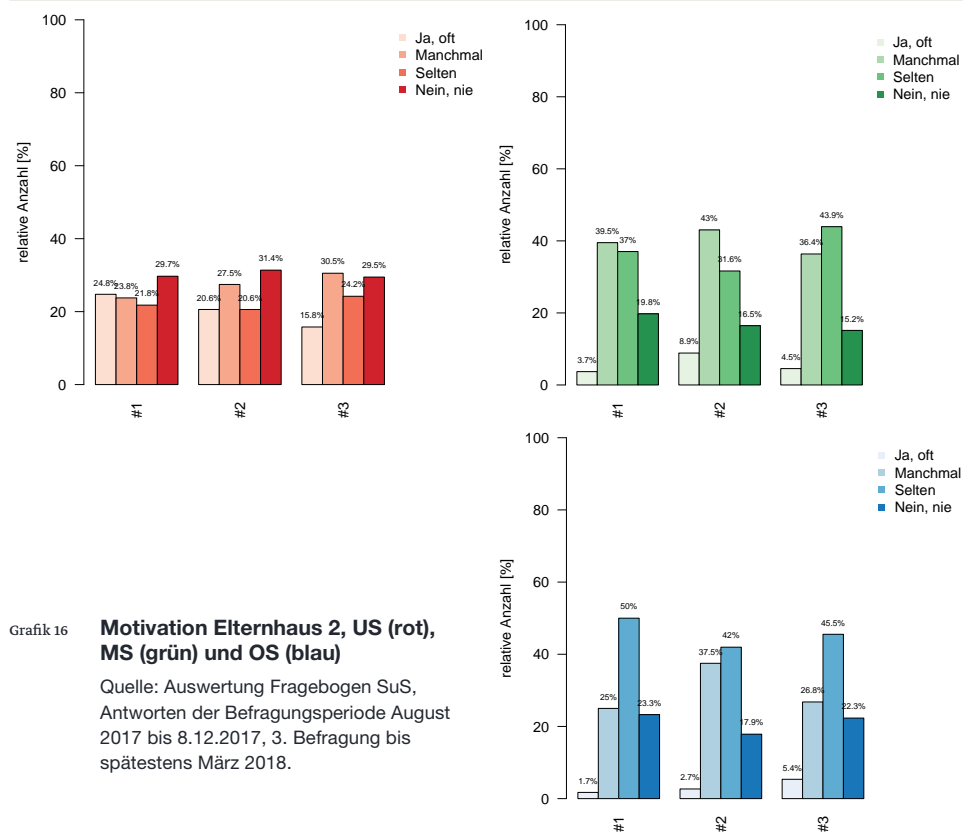 100
80
60
40
20
0
relative Anzahl [%]
Ja, oft
Manchmal
Selten
Nein, nie
24.8%
23.8%
21.8%
29.7%
20.6%
27.5%
20.6%
31.4%
15.8%
30.5%
24.2%
29.5%
#1
#2
#3
100
80
60
40
20
0
relative Anzahl [%]
Ja, oft
Manchmal
Selten
Nein, nie
3.7%
39.5%
37%
19.8%
8.9%
43%
31.6%
16.5%
4.5%
36.4%
43.9%
15.2%
#1
#2
#3
100
80
60
40
20
0
relative Anzahl [%]
Ja, oft
Manchmal
Selten
Nein, nie
1.7%
25%
50%
23.3%
2.7%
37.5%
42%
17.9%
5.4%
26.8%
45.5%
22.3%
#1
#2
#3
Grafik 16
Motivation Elternhaus 2, US (rot),
MS (grün) und OS (blau)
Quelle: Auswertung Fragebogen SuS,
Antworten der Befragungsperiode August
2017 bis 8.12.2017, 3. Befragung bis
spätestens März 2018.